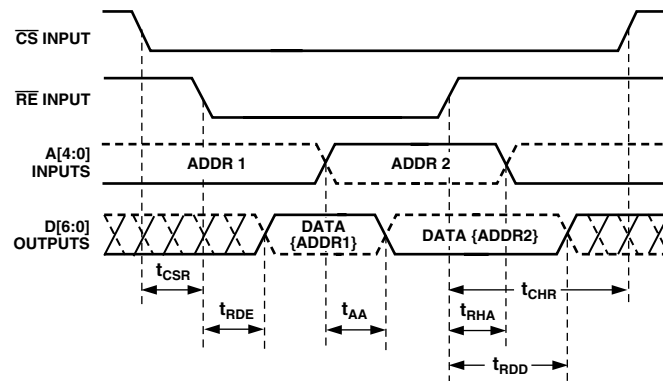 CS INPUT
RE INPUT
A[4:0]
INPUTS
ADDR 1
ADDR 2
D[6:0]
OUTPUTS
DATA
{ADDR1}
DATA {ADDR2}
tCSR
tRDE
tAA
tRHA
tCHR
tRDD